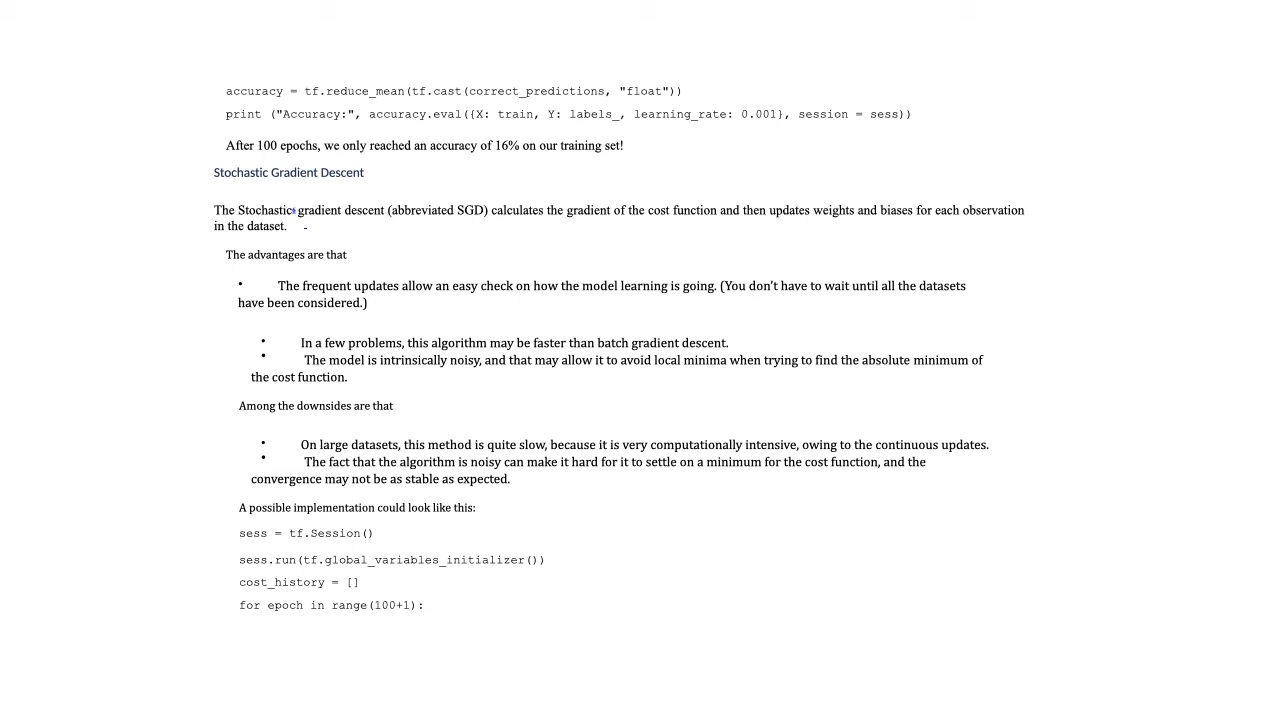 accuracy = tf.reduce_mean(tf.cast(correct_predictions, "float"))
print ("Accuracy:", accuracy.eval({X: train, Y: labels_, learning_rate: 0.001}, session = sess))
After 100 epochs, we only reached an accuracy of 16% on our training set!
Stochastic Gradient Descent
The Stochastic gradient descent (abbreviated SGD) calculates the gradient of the cost function and then updates weights and biases for each observation
in the dataset.
The advantages are that
• The frequent updates allow an easy check on how the model learning is going. (You don't have to wait until all the datasets
have been considered.)
• In a few problems, this algorithm may be faster than batch gradient descent.
• The model is intrinsically noisy, and that may allow it to avoid local minima when trying to find the absolute minimum of
the cost function.
Among the downsides are that
• On large datasets, this method is quite slow, because it is very computationally intensive, owing to the continuous updates.
• The fact that the algorithm is noisy can make it hard for it to settle on a minimum for the cost function, and the
convergence may not be as stable as expected.
A possible implementation could look like this:
sess = tf.Session()
sess.run(tf.global_variables_initializer())
cost_history = []
for epoch in range(100+1):